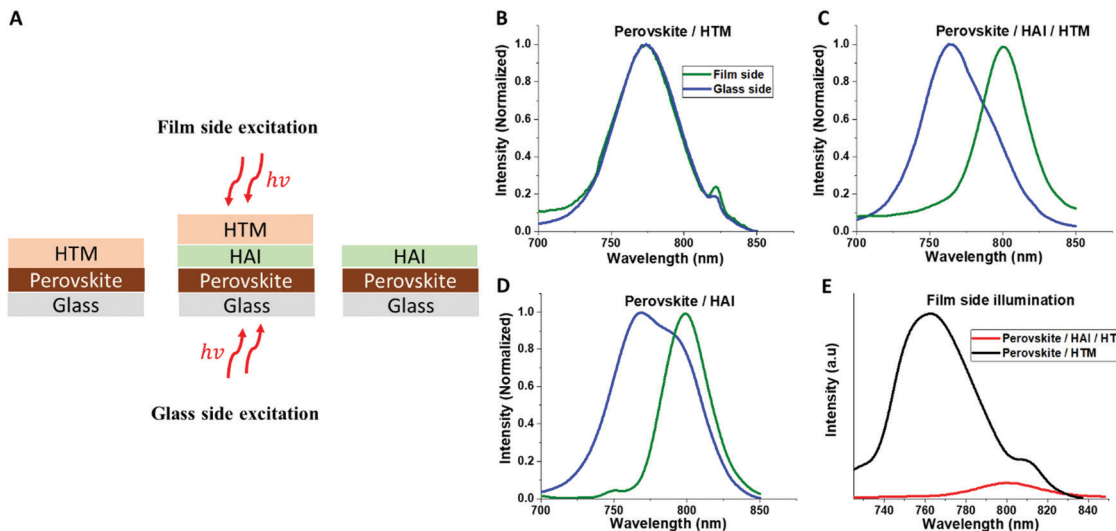 A
Film side excitation
hν
HTM
HAI
Perovskite
Glass
HTM
Perovskite
Glass
HAI
Perovskite
Glass
hν
Glass side excitation
B
Perovskite / HTM
Film side
Glass side
Intensity (Normalized)
1.0
0.8
0.6
0.4
0.2
0.0
700 750 800 850
Wavelength (nm)
C
Perovskite / HAI / HTM
Intensity (Normalized)
1.0
0.8
0.6
0.4
0.2
0.0
700 750 800 850
Wavelength (nm)
D
Perovskite / HAI
Intensity (Normalized)
1.0
0.8
0.6
0.4
0.2
0.0
700 750 800 850
Wavelength (nm)
E
Film side illumination
Perovskite / HAI / HT
Perovskite / HTM
Intensity (a.u)
740 760 780 800 820 840
Wavelength (nm)